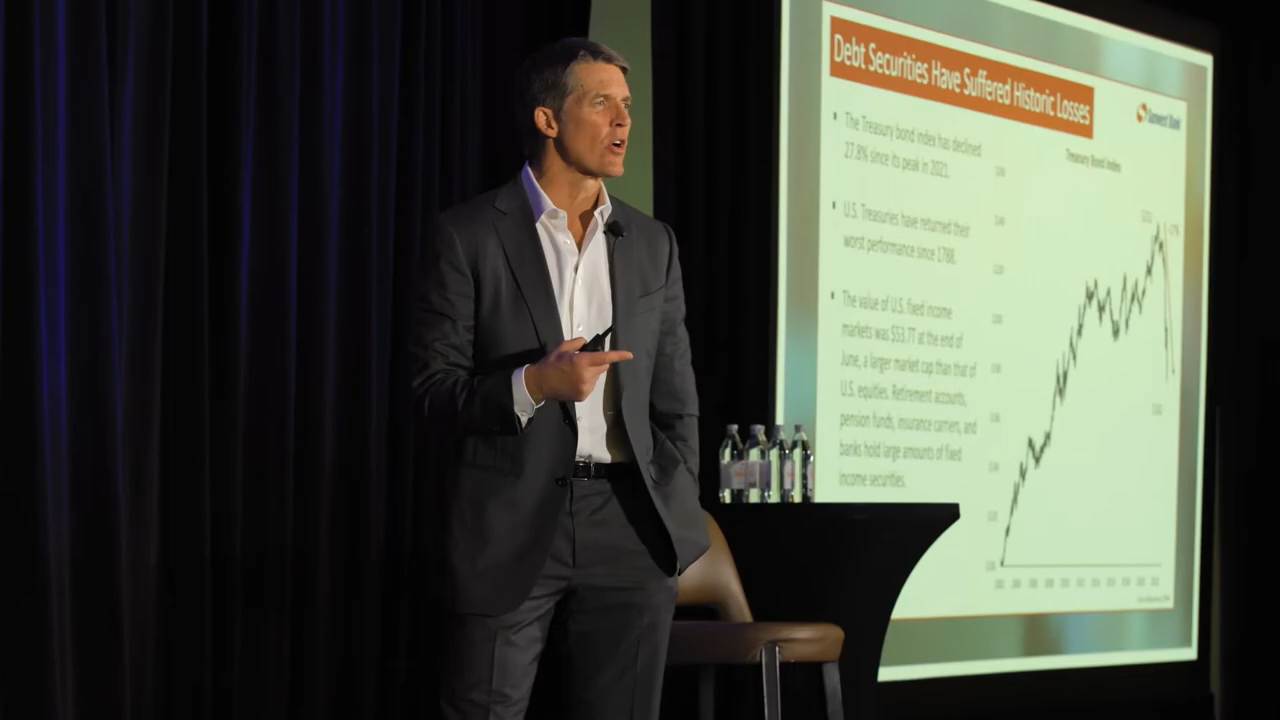 Debt Securities Have Suffered Historic Losses
Sunwest Bank
Treasury Bond Index
The Treasury bond index has declined
27.8% since its peak in 2021.
U.S. Treasuries have returned their
worst performance since 1788.
The value of U.S. fixed income
markets was $53.7T at the end of
June, a larger market cap than that of
U.S. equities. Retirement accounts,
pension funds, insurance carriers, and
banks hold large amounts of fixed
income securities.